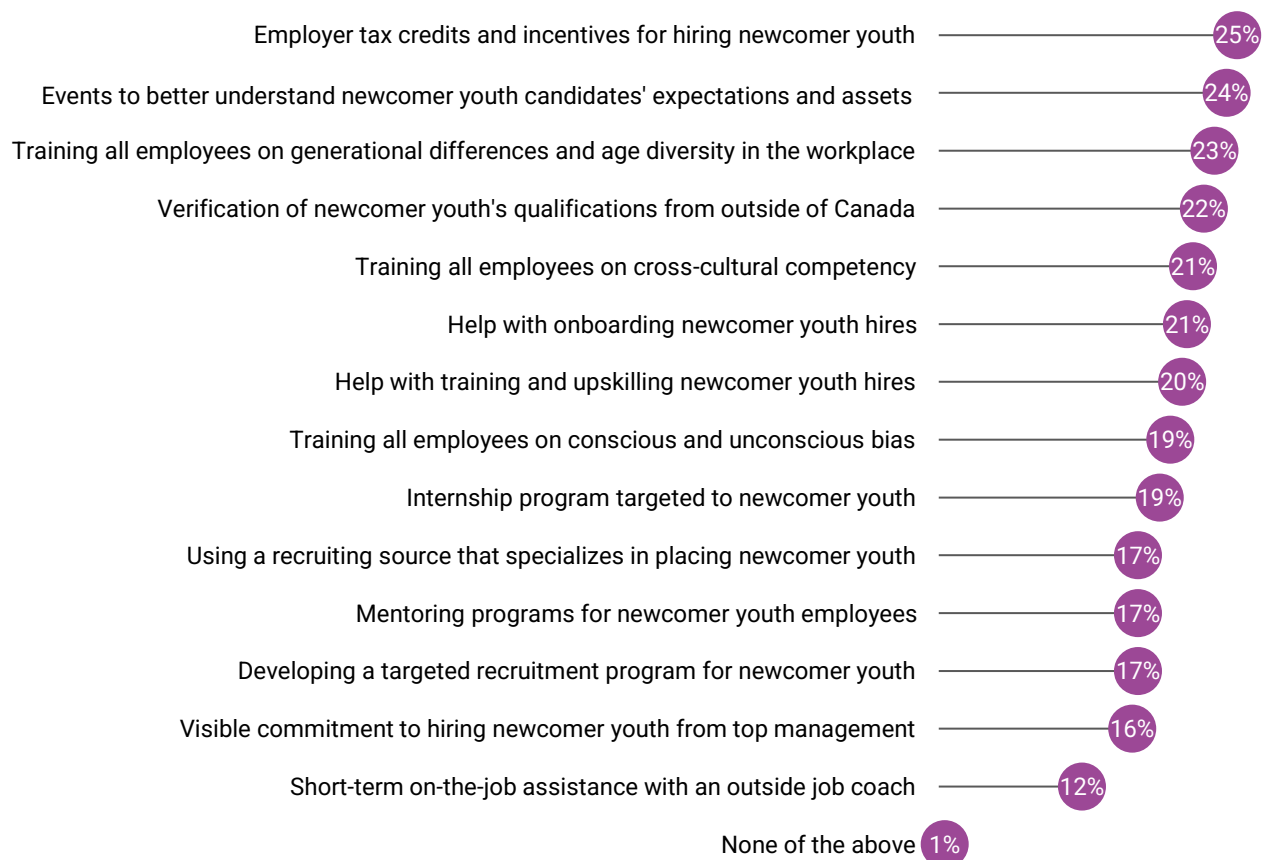 Employer tax credits and incentives for hiring newcomer youth 25%
Events to better understand newcomer youth candidates' expectations and assets 24%
Training all employees on generational differences and age diversity in the workplace 23%
Verification of newcomer youth's qualifications from outside of Canada 22%
Training all employees on cross-cultural competency 21%
Help with onboarding newcomer youth hires 21%
Help with training and upskilling newcomer youth hires 20%
Training all employees on conscious and unconscious bias 19%
Internship program targeted to newcomer youth 19%
Using a recruiting source that specializes in placing newcomer youth 17%
Mentoring programs for newcomer youth employees 17%
Developing a targeted recruitment program for newcomer youth 17%
Visible commitment to hiring newcomer youth from top management 16%
Short-term on-the-job assistance with an outside job coach 12%
None of the above 1%